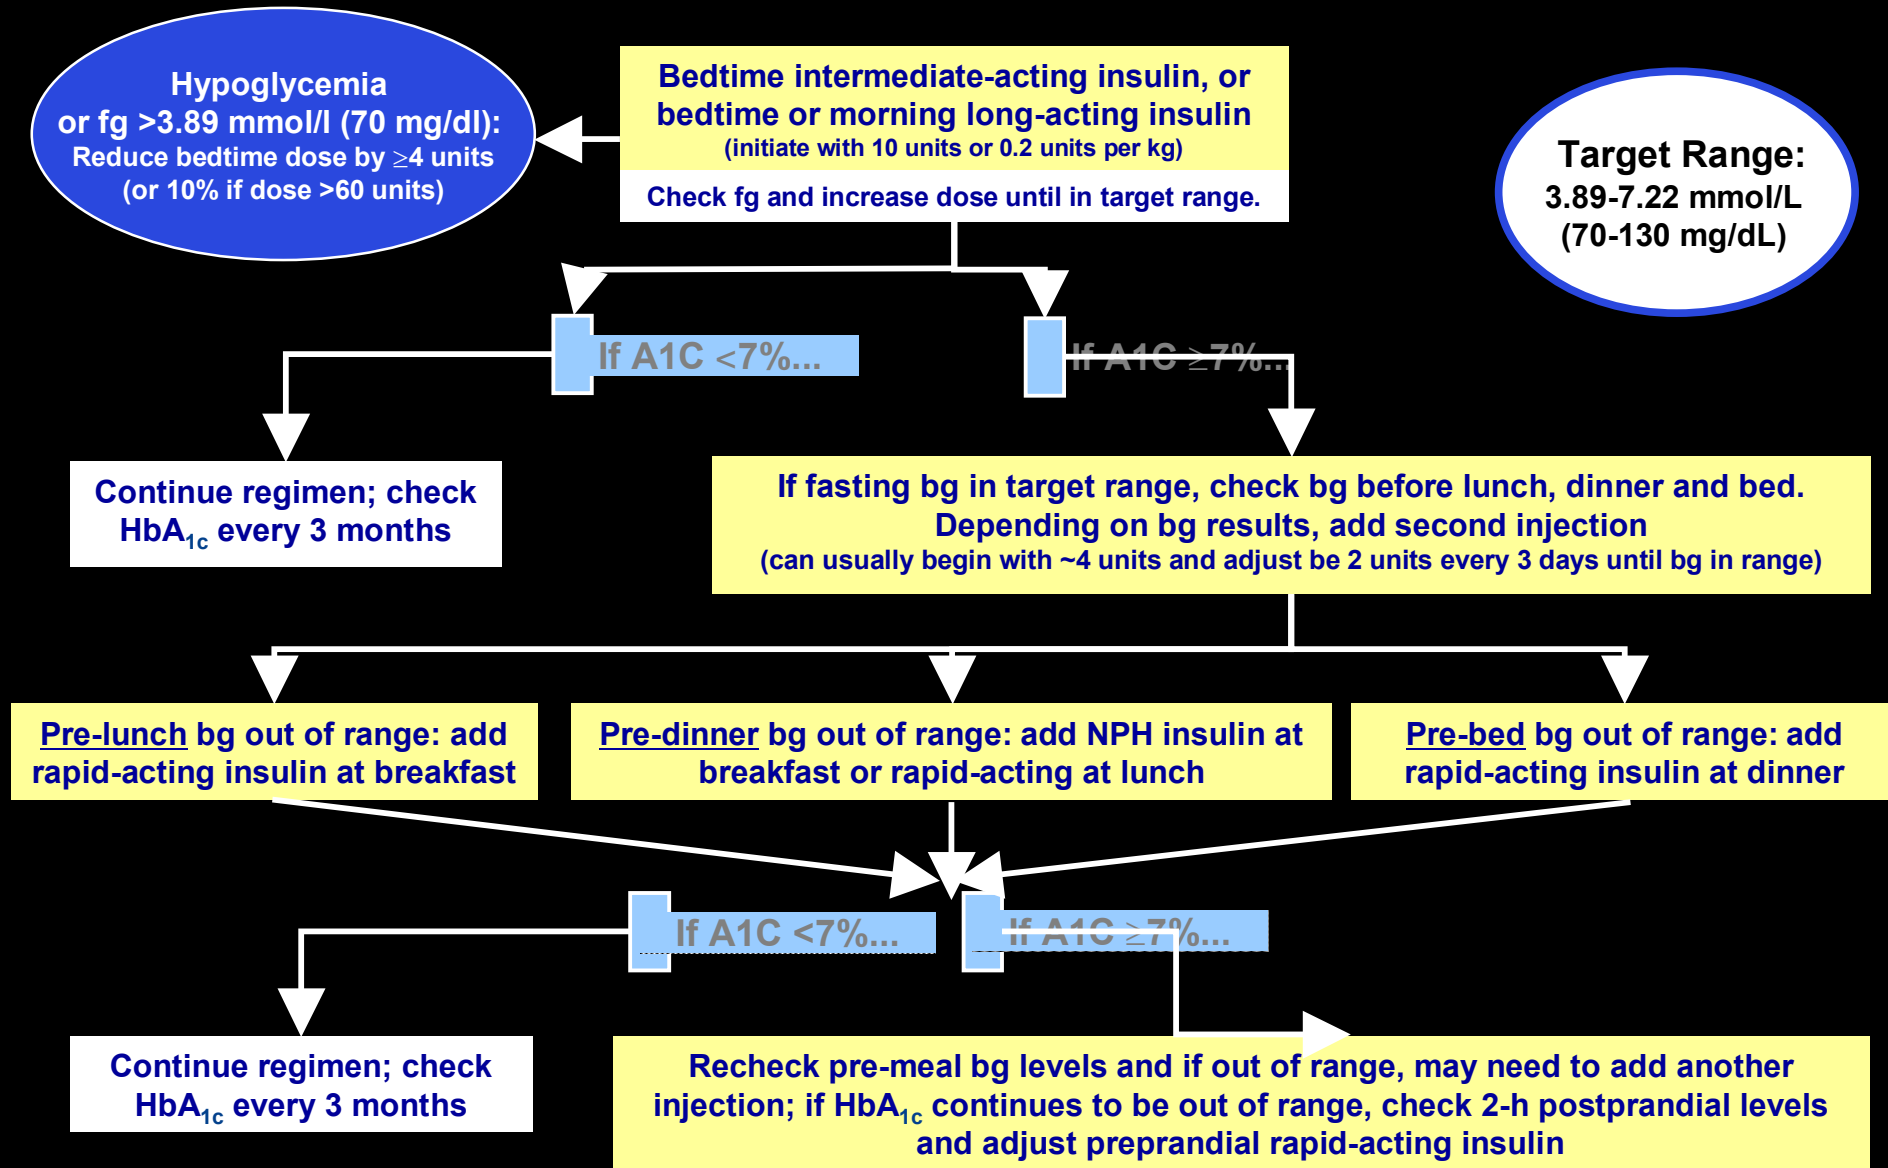 Hypoglycemia
or fg >3.89 mmol/l (70 mg/dl):
Reduce bedtime dose by ≥4 units
(or 10% if dose >60 units)
Bedtime intermediate-acting insulin, or
bedtime or morning long-acting insulin
(initiate with 10 units or 0.2 units per kg)
Check fg and increase dose until in target range.
Target Range:
3.89-7.22 mmol/L
(70-130 mg/dL)
If A1C <7%...
If A1C ≥7%...
Continue regimen; check
HbA1c every 3 months
If fasting bg in target range, check bg before lunch, dinner and bed.
Depending on bg results, add second injection
(can usually begin with ~4 units and adjust be 2 units every 3 days until bg in range)
Pre-lunch bg out of range: add
rapid-acting insulin at breakfast
Pre-dinner bg out of range: add NPH insulin at
breakfast or rapid-acting at lunch
Pre-bed bg out of range: add
rapid-acting insulin at dinner
If A1C <7%...
If A1C ≥7%...
Continue regimen; check
HbA1c every 3 months
Recheck pre-meal bg levels and if out of range, may need to add another
injection; if HbA1c continues to be out of range, check 2-h postprandial levels
and adjust preprandial rapid-acting insulin